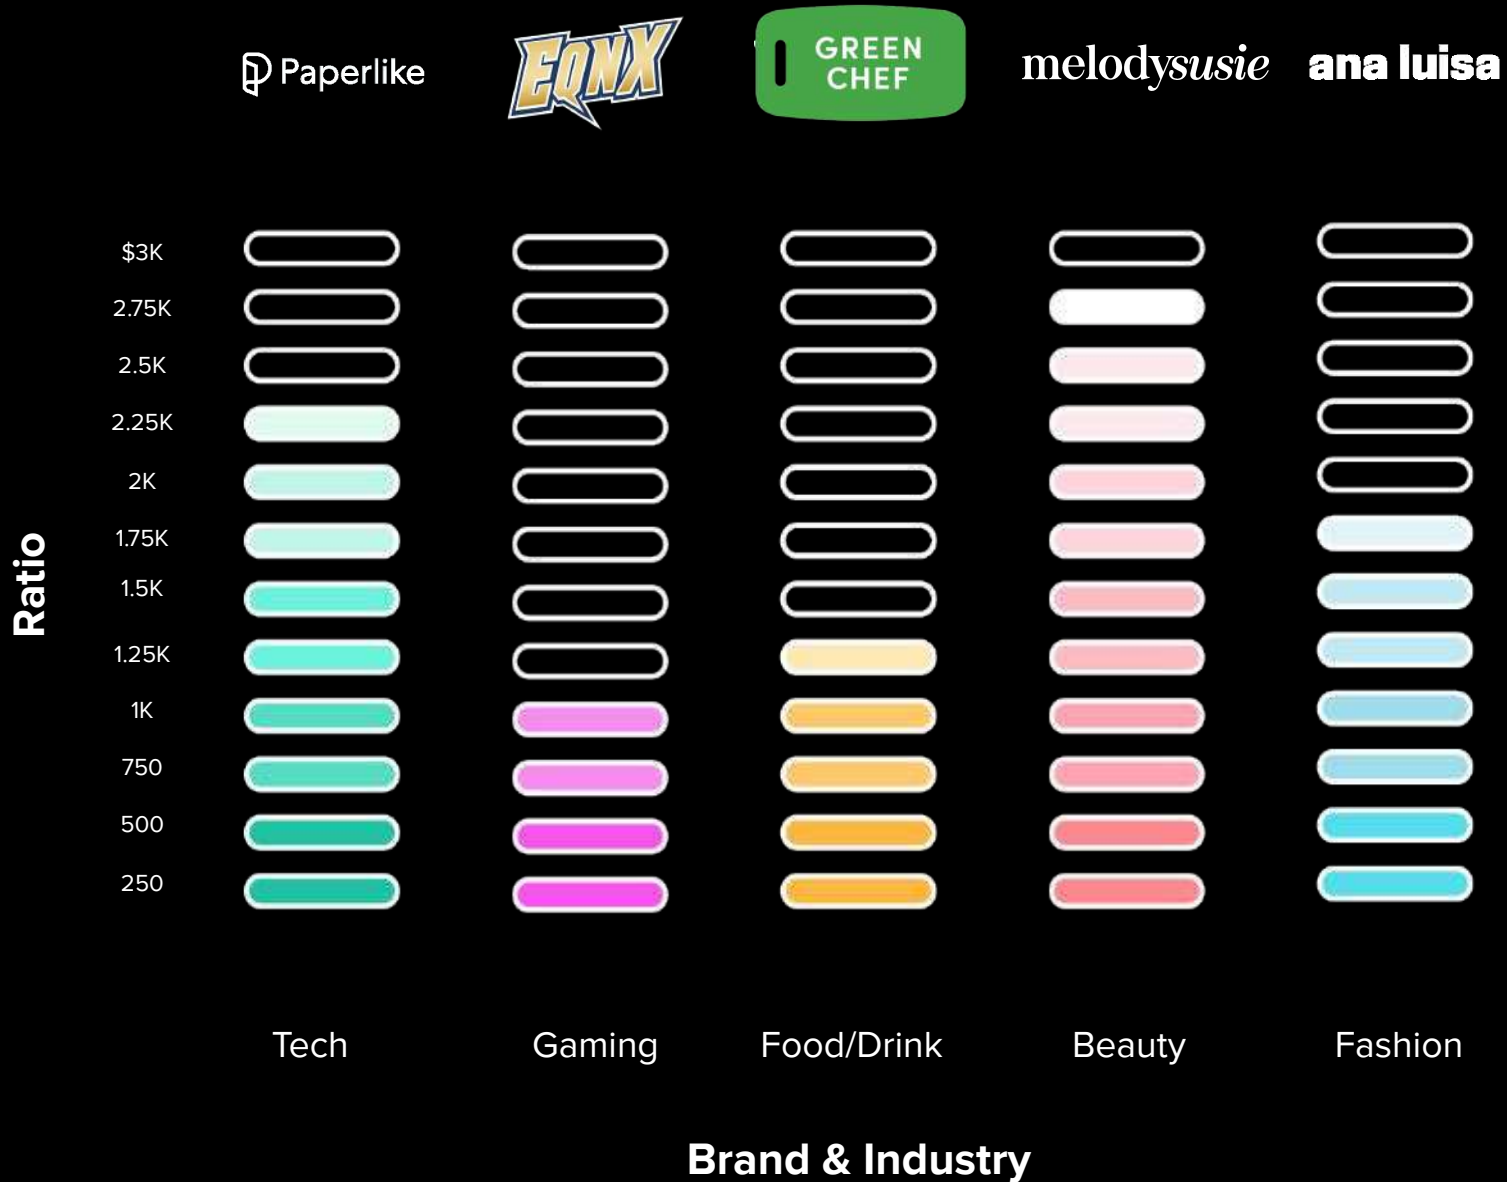 Paperlike
EQNX
GREEN
CHEF
melodysusie
ana luisa
$3K
2.75K
2.5K
2.25K
2K
1.75K
1.5K
1.25K
1K
750
500
250
Ratio
Tech
Gaming
Food/Drink
Beauty
Fashion
Brand & Industry